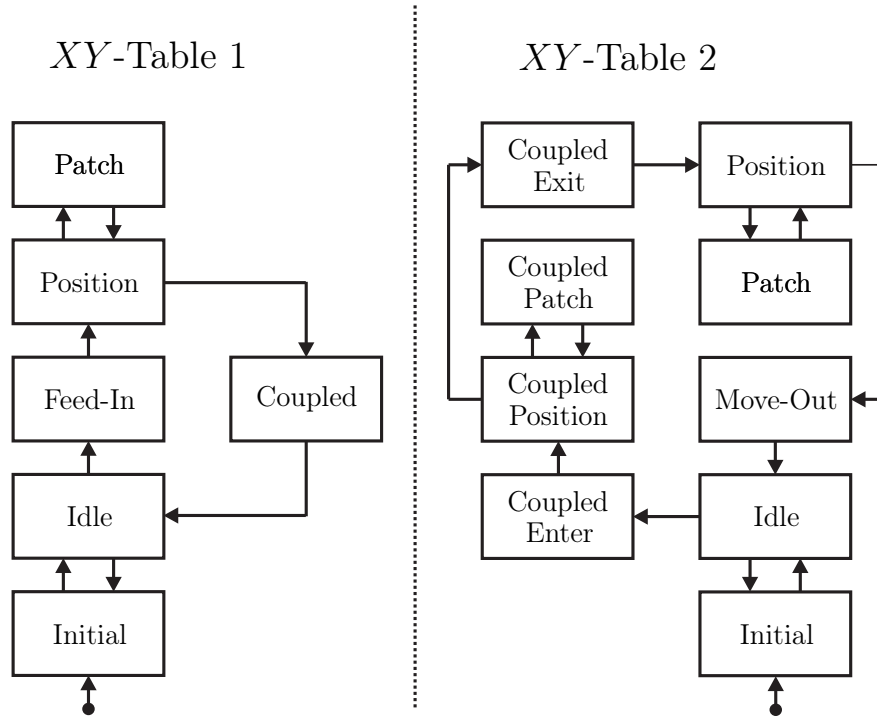 XY-Table 1
Patch
Position
Feed-In
Coupled
Idle
Initial
XY-Table 2
Coupled
Exit
Position
Coupled
Patch
Patch
Coupled
Position
Move-Out
Coupled
Enter
Idle
Initial